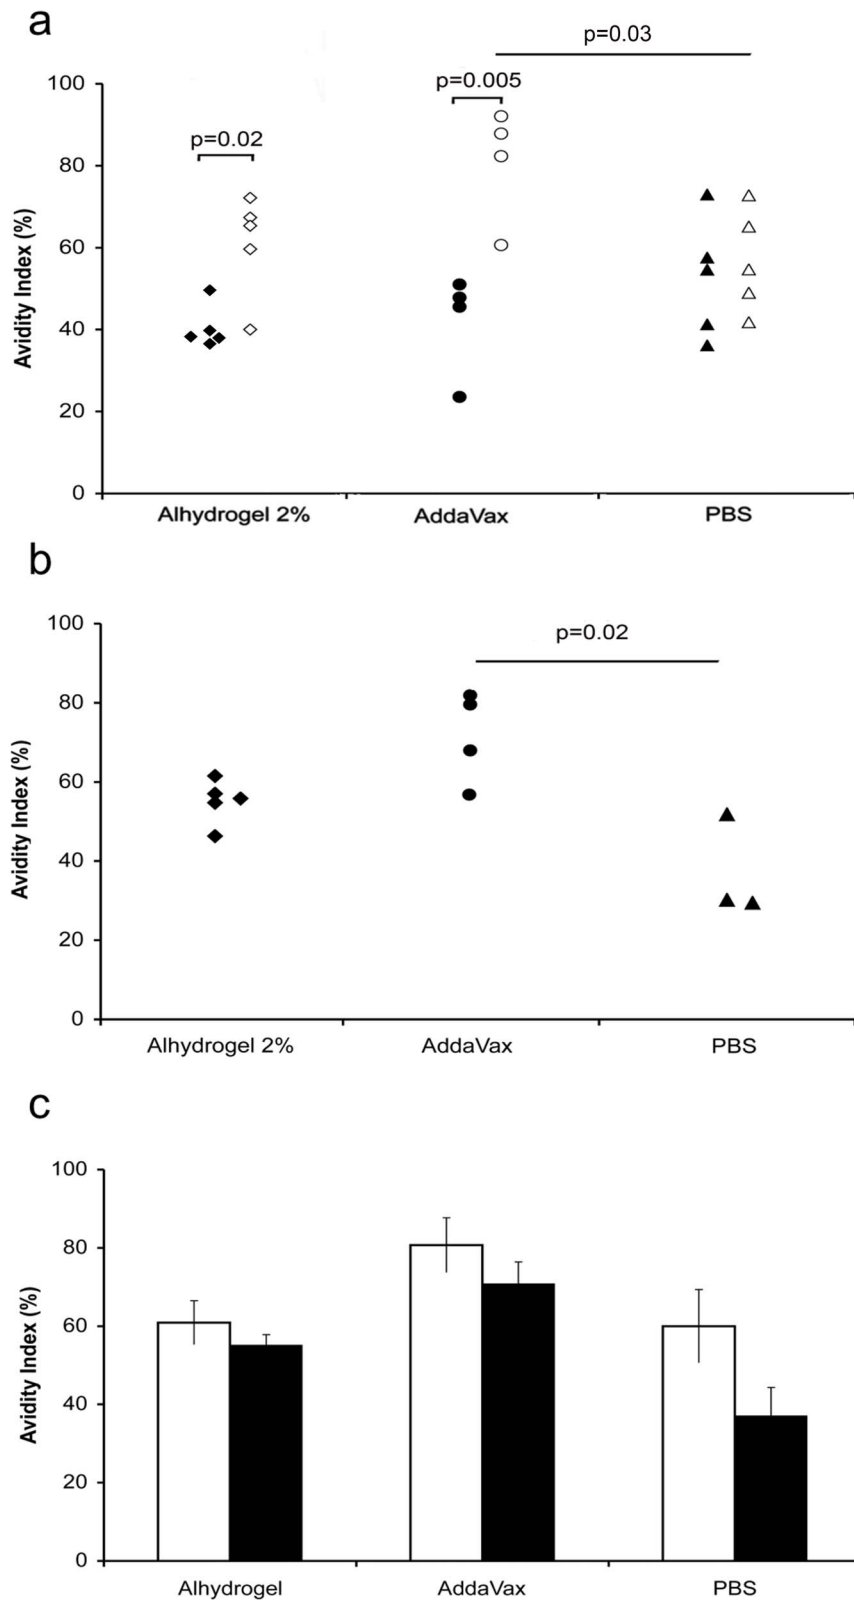 a
p=0.03
p=0.005
p=0.02
100
80
60
40
20
0
Avidity Index (%)
Alhydrogel 2% AddaVax PBS
b
p=0.02
100
80
60
40
20
0
Avidity Index (%)
Alhydrogel 2% AddaVax PBS
c
100
80
60
40
20
0
Avidity Index (%)
Alhydrogel AddaVax PBS